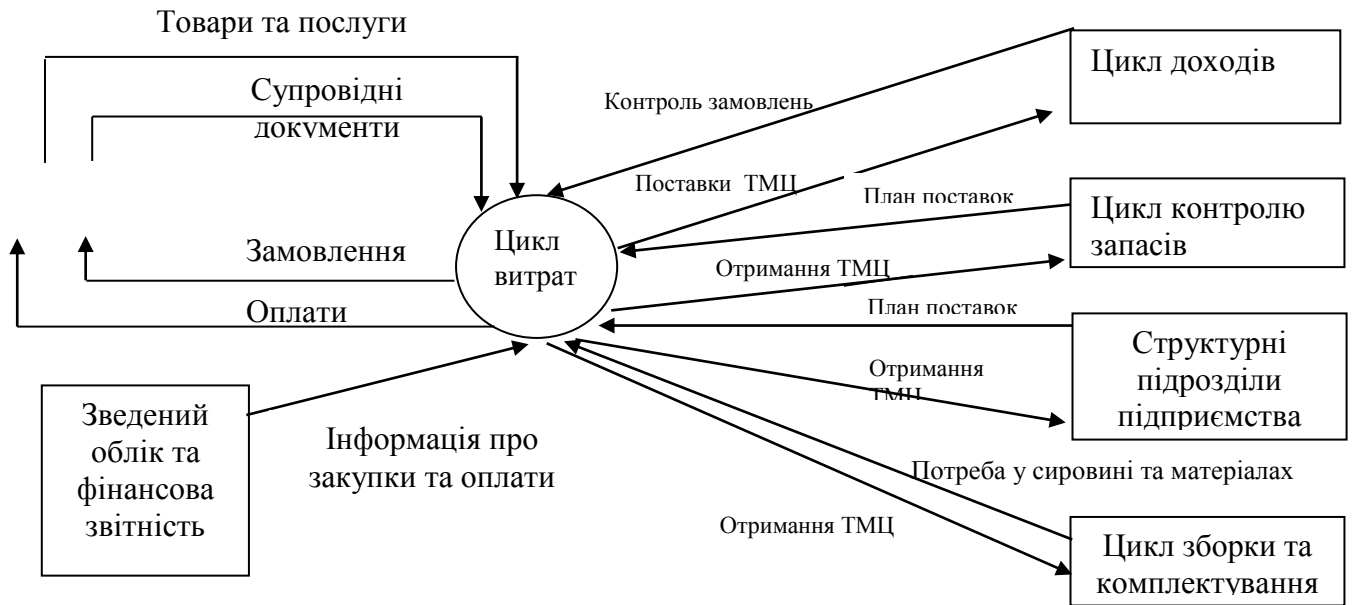 Товари та послуги
Супровідні
документи
Замовлення
Оплати
Зведений
облік та
фінансова
звітність
Інформація про
закупки та оплати
Цикл
витрат
Контроль замовлень
Поставки ТМЦ
План поставок
Отримання ТМЦ
План поставок
Отримання
ТМЦ
Потреба у сировині та матеріалах
Отримання ТМЦ
Цикл доходів
Цикл контролю
запасів
Структурні
підрозділи
підприємства
Цикл зборки та
комплектування